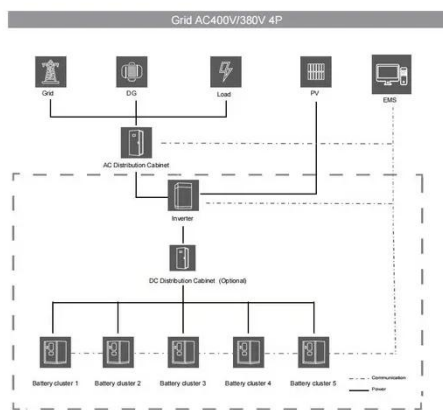 Grid AC400V/380V 4P
Grid
DG
Load
PV
EMS
AC Distribution Cabinet
Inverter
DC Distribution Cabinet (Optional)
Battery cluster 1
Battery cluster 2
Battery cluster 3
Battery cluster 4
Battery cluster 5
Communication
Power